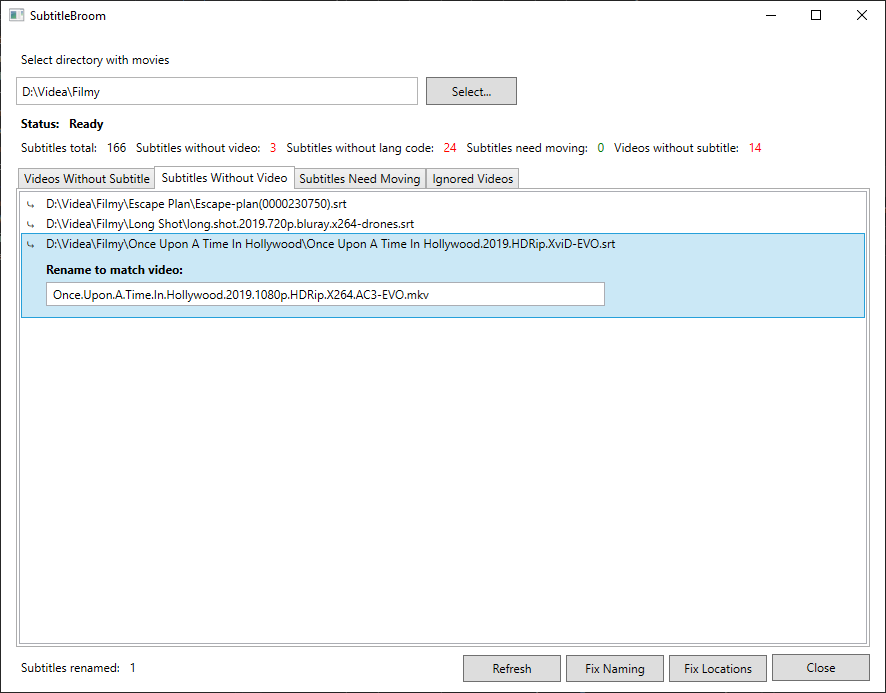 SubtitleBroom
Select directory with movies
D:\Videa\Filmy
Select...
Status: Ready
Subtitles total: 166 Subtitles without video: 3 Subtitles without lang code: 24 Subtitles need moving: 0 Videos without subtitle: 14
Videos Without Subtitle Subtitles Without Video Subtitles Need Moving Ignored Videos
D:\Videa\Filmy\Escape Plan\Escape-plan(0000230750).srt
D:\Videa\Filmy\Long Shot\long.shot.2019.720p.bluray.x264-drones.srt
D:\Videa\Filmy\Once Upon A Time In Hollywood\Once Upon A Time In Hollywood.2019.HDRip.XviD-EVO.srt
Rename to match video:
Once.Upon.A.Time.In.Hollywood.2019.1080p.HDRip.X264.AC3-EVO.mkv
Subtitles renamed: 1
Refresh Fix Naming Fix Locations Close